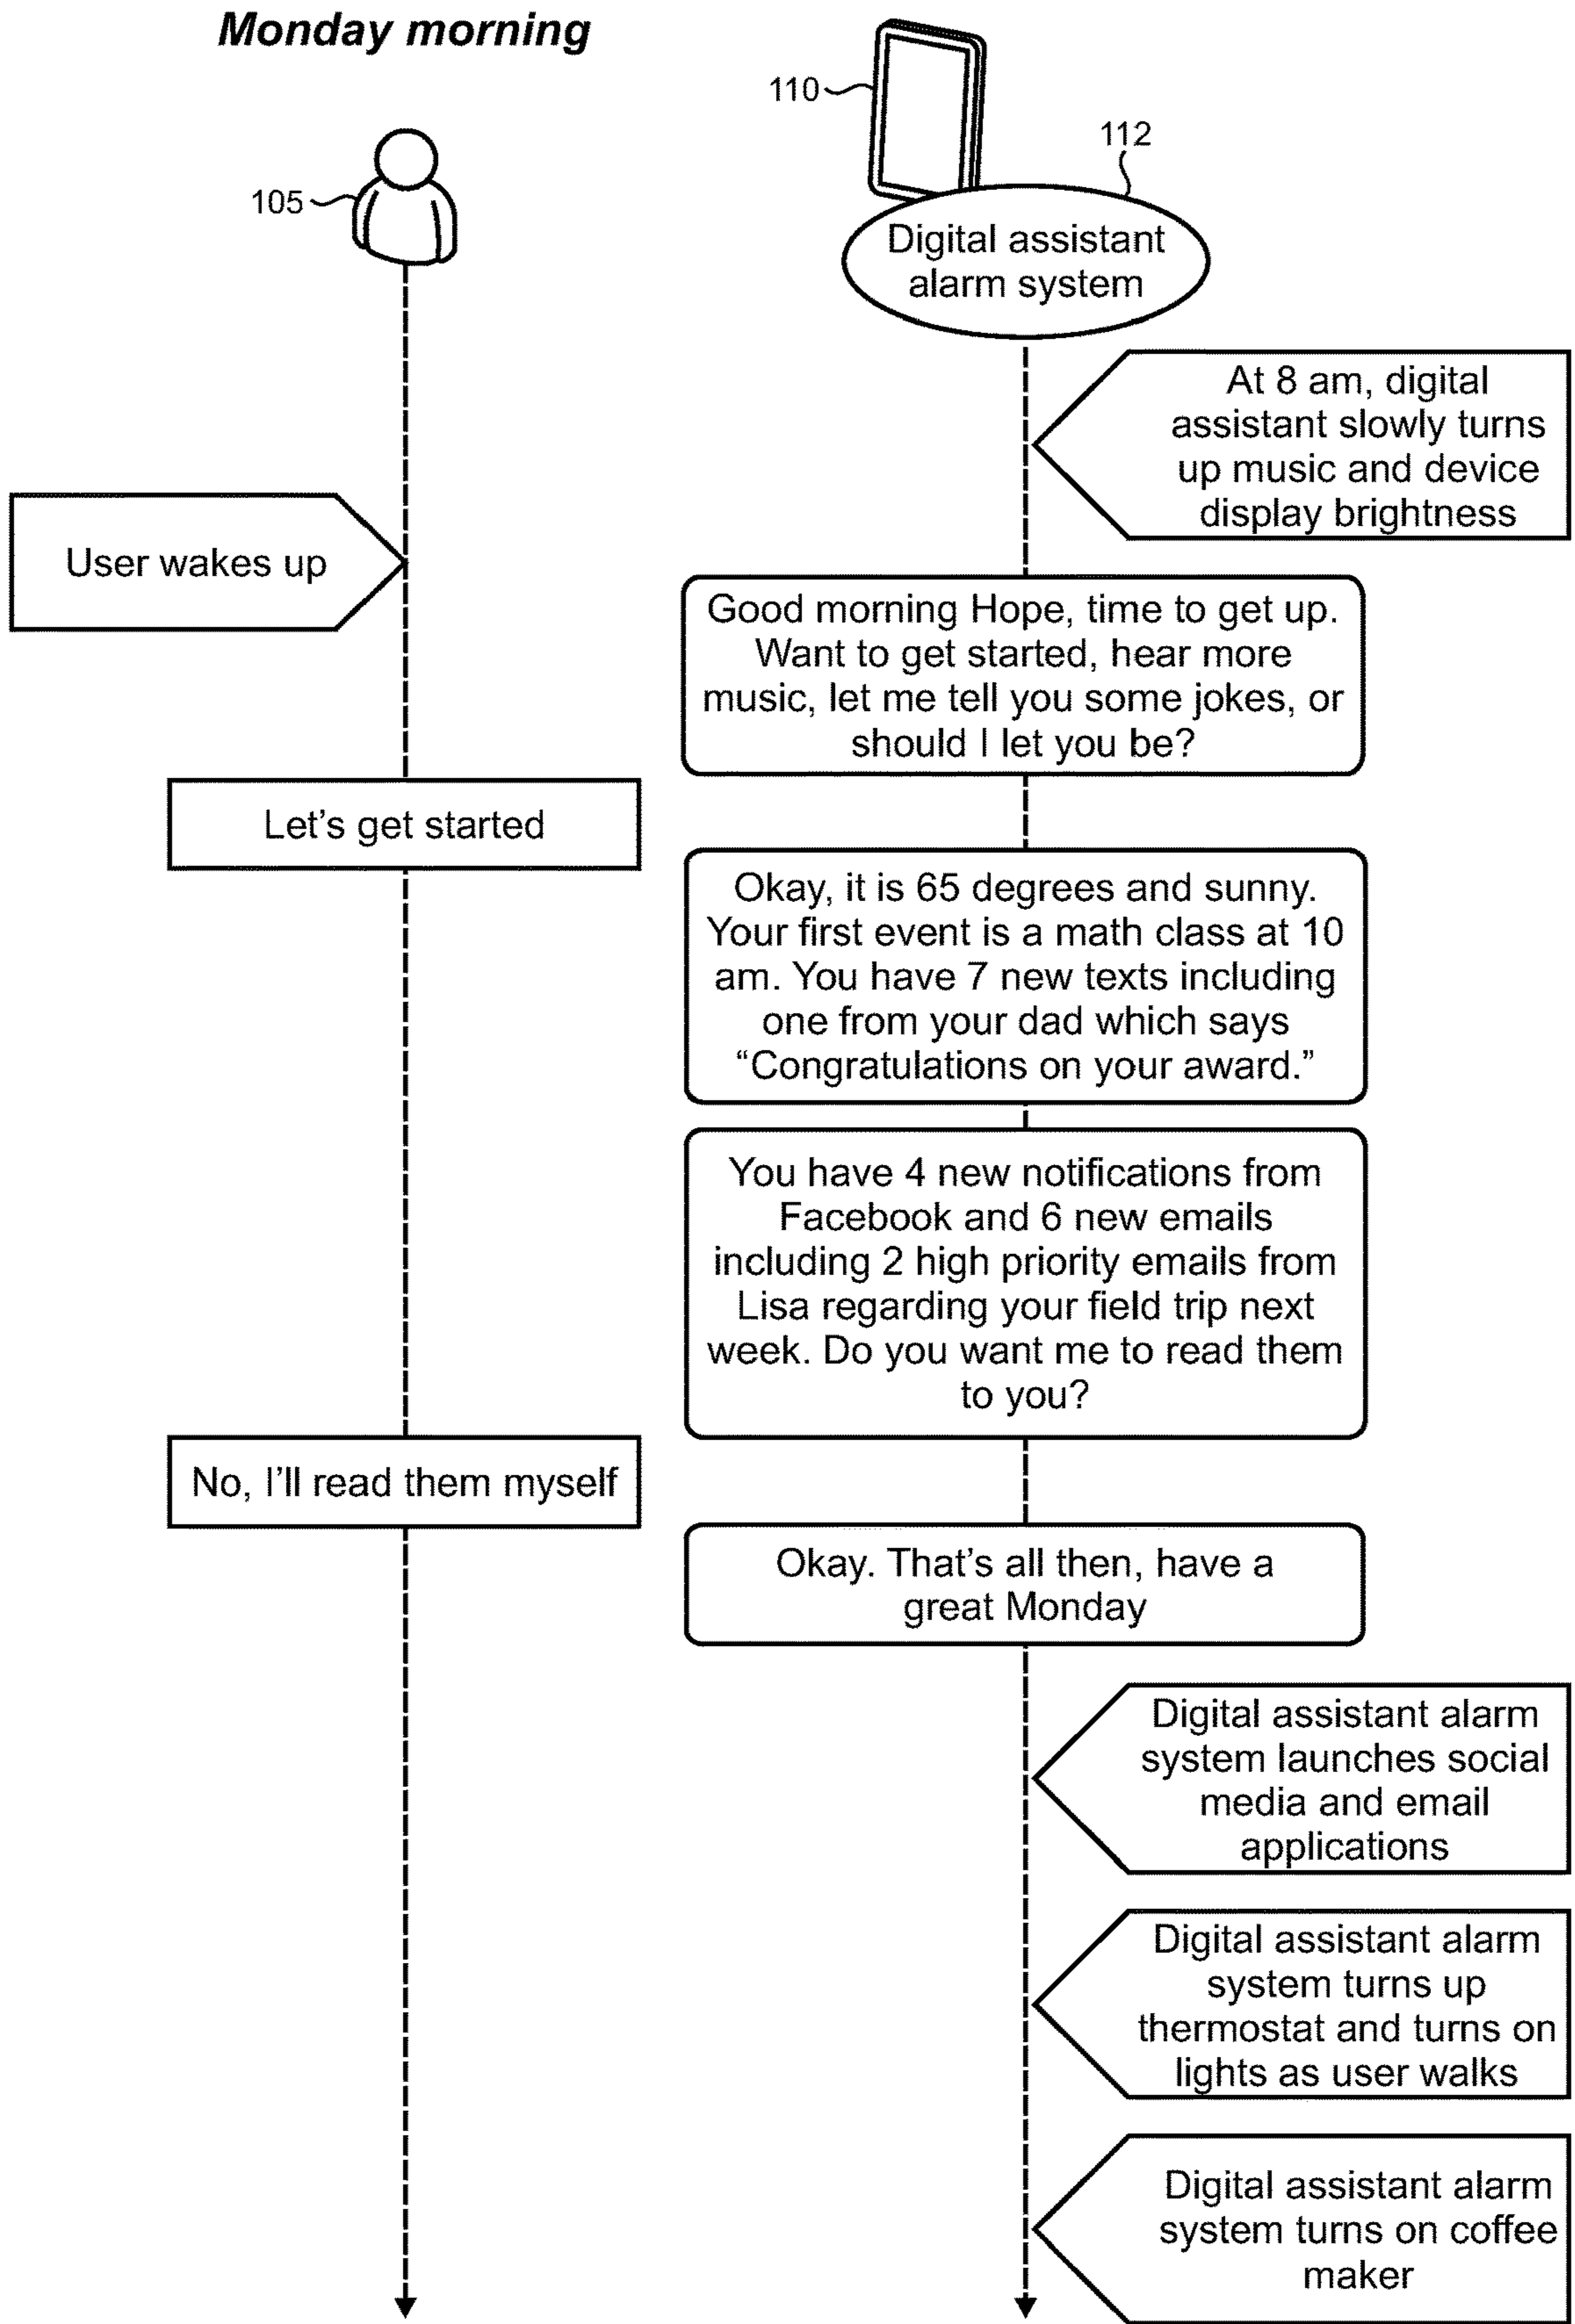 Monday morning
110
112
105
Digital assistant
alarm system
At 8 am, digital
assistant slowly turns
up music and device
display brightness
User wakes up
Good morning Hope, time to get up.
Want to get started, hear more
music, let me tell you some jokes, or
should I let you be?
Let’s get started
Okay, it is 65 degrees and sunny.
Your first event is a math class at 10
am. You have 7 new texts including
one from your dad which says
“Congratulations on your award.”
You have 4 new notifications from
Facebook and 6 new emails
including 2 high priority emails from
Lisa regarding your field trip next
week. Do you want me to read them
to you?
No, I’ll read them myself
Okay. That’s all then, have a
great Monday
Digital assistant alarm
system launches social
media and email
applications
Digital assistant alarm
system turns up
thermostat and turns on
lights as user walks
Digital assistant alarm
system turns on coffee
maker